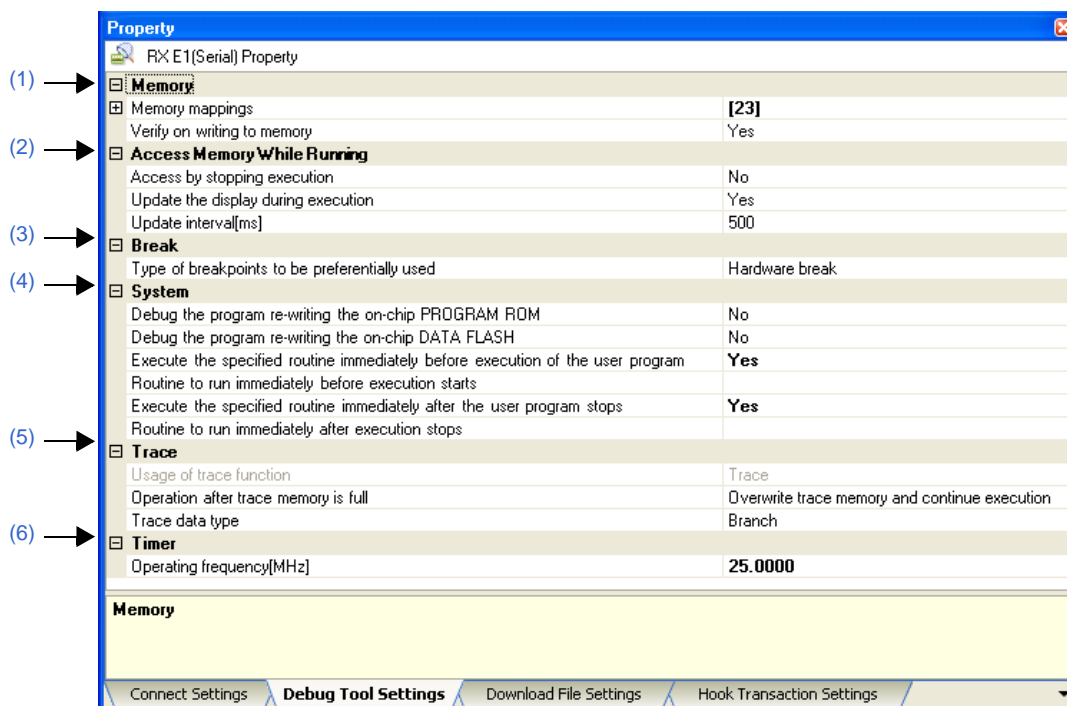 Property
RX E1(Serial) Property
(1) Memory
Memory mappings [23]
Verify on writing to memory Yes
(2) Access Memory While Running
Access by stopping execution No
Update the display during execution Yes
Update interval[ms] 500
(3) Break
Type of breakpoints to be preferentially used Hardware break
(4) System
Debug the program re-writing the on-chip PROGRAM ROM No
Debug the program re-writing the on-chip DATA FLASH No
Execute the specified routine immediately before execution of the user program Yes
Routine to run immediately before execution starts
Execute the specified routine immediately after the user program stops Yes
Routine to run immediately after execution stops
(5) Trace
Usage of trace function Trace
Operation after trace memory is full Overwrite trace memory and continue execution
Trace data type Branch
(6) Timer
Operating frequency[MHz] 25.0000
Memory
Connect Settings Debug Tool Settings Download File Settings Hook Transaction Settings